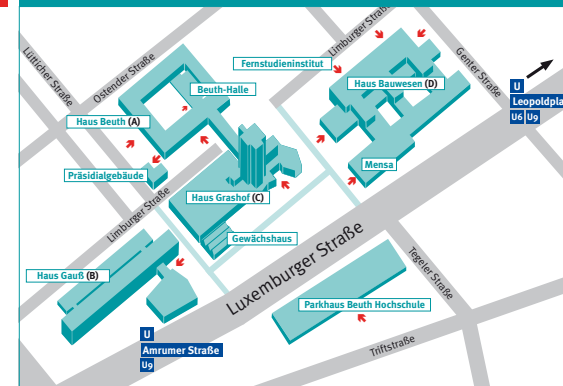 Limburger Straße
Lütticher Straße
Ostender Straße
Genter Straße
Fernstudieninstitut
Beuth-Halle
Haus Bauwesen (D)
U
Leopoldpla
U6 U9
Haus Beuth (A)
Mensa
Präsidialgebäude
Haus Grashof (C)
Limburger Straße
Gewächshaus
Luxemburger Straße
Tegeler Straße
Haus Gauß (B)
Parkhaus Beuth Hochschule
U
Amrumer Straße
U9
Triftstraße